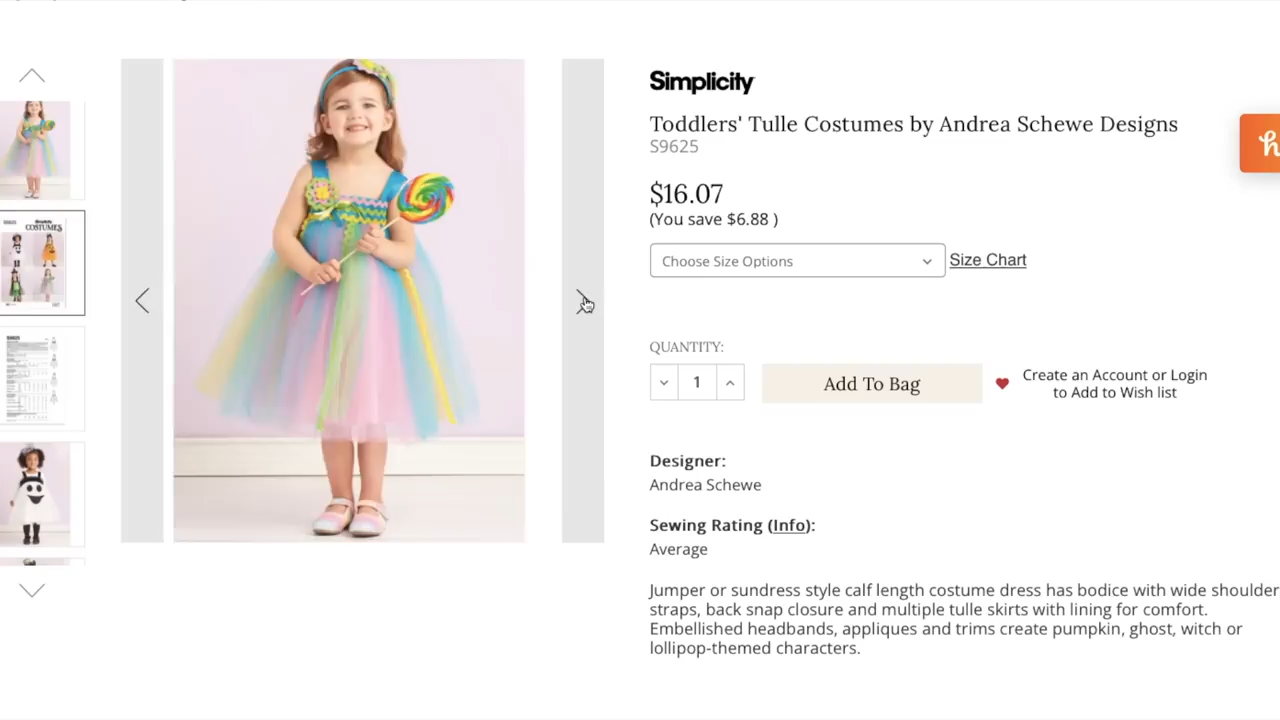 Simplicity
Toddlers' Tulle Costumes by Andrea Schewe Designs
S9625
$16.07
(You save $6.88 )
Choose Size Options
Size Chart
QUANTITY:
1
Add To Bag
Create an Account or Login
to Add to Wish list
Designer:
Andrea Schewe
Sewing Rating (Info):
Average
Jumper or sundress style calf length costume dress has bodice with wide shoulder
straps, back snap closure and multiple tulle skirts with lining for comfort.
Embellished headbands, appliques and trims create pumpkin, ghost, witch or
lollipop-themed characters.
h
Simplicity
COSTUMES
S9625